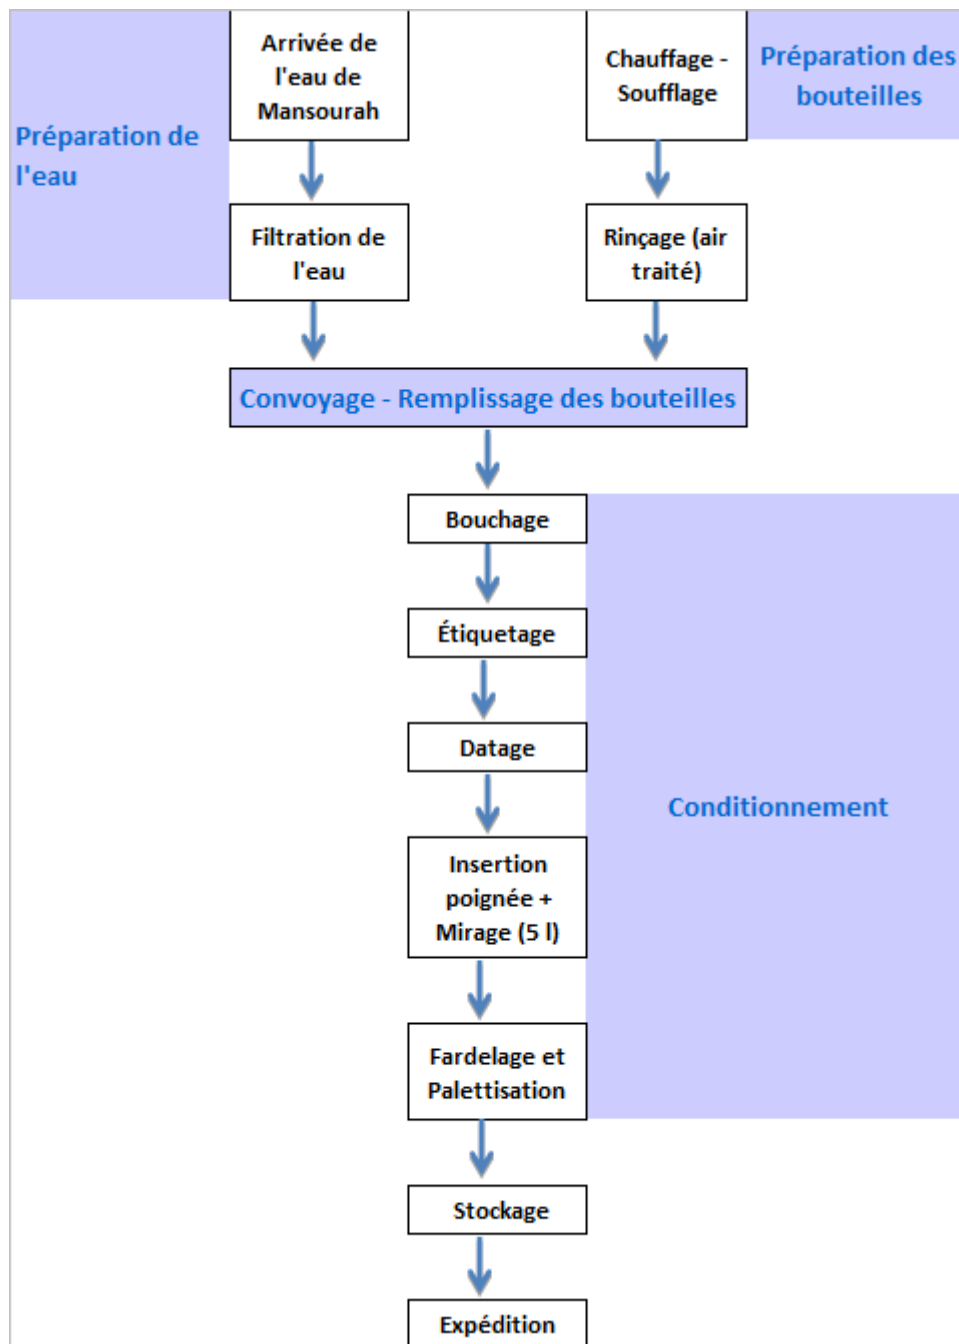 Préparation de
l'eau
Arrivée de
l'eau de
Mansourah
Chauffage -
Soufflage
Préparation des
bouteilles
Filtration de
l'eau
Rinçage (air
traité)
Convoyage - Remplissage des bouteilles
Bouchage
Étiquetage
Datage
Insertion
poignée +
Mirage (5 l)
Conditionnement
Fardelage et
Palettisation
Stockage
Expédition